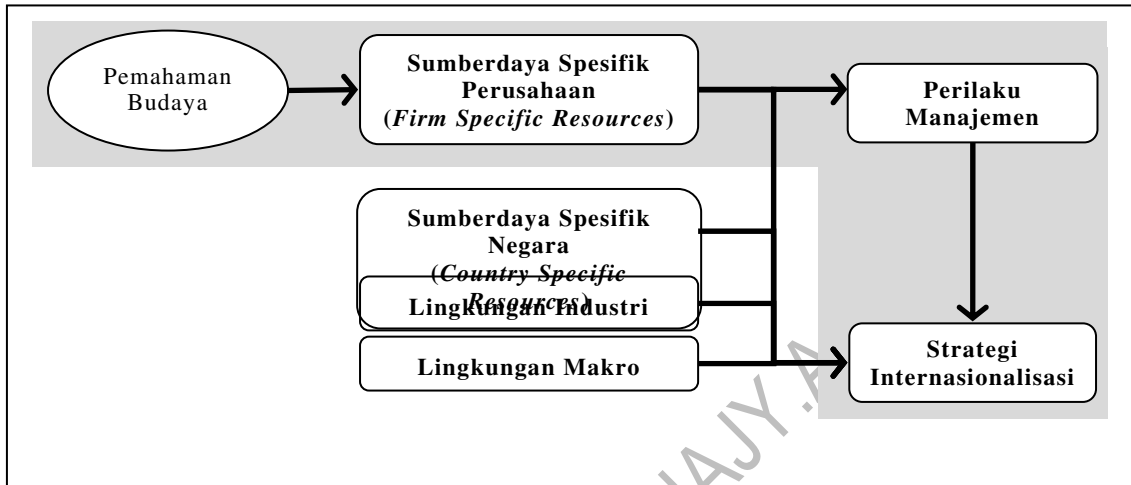 Pemahaman
Budaya
Sumberdaya Spesifik
Perusahaan
(Firm Specific Resources)
Perilaku
Manajemen
Sumberdaya Spesifik
Negara
(Country Specific
Resources)
Lingkungan Industri
Lingkungan Makro
Strategi
Internasionalisasi